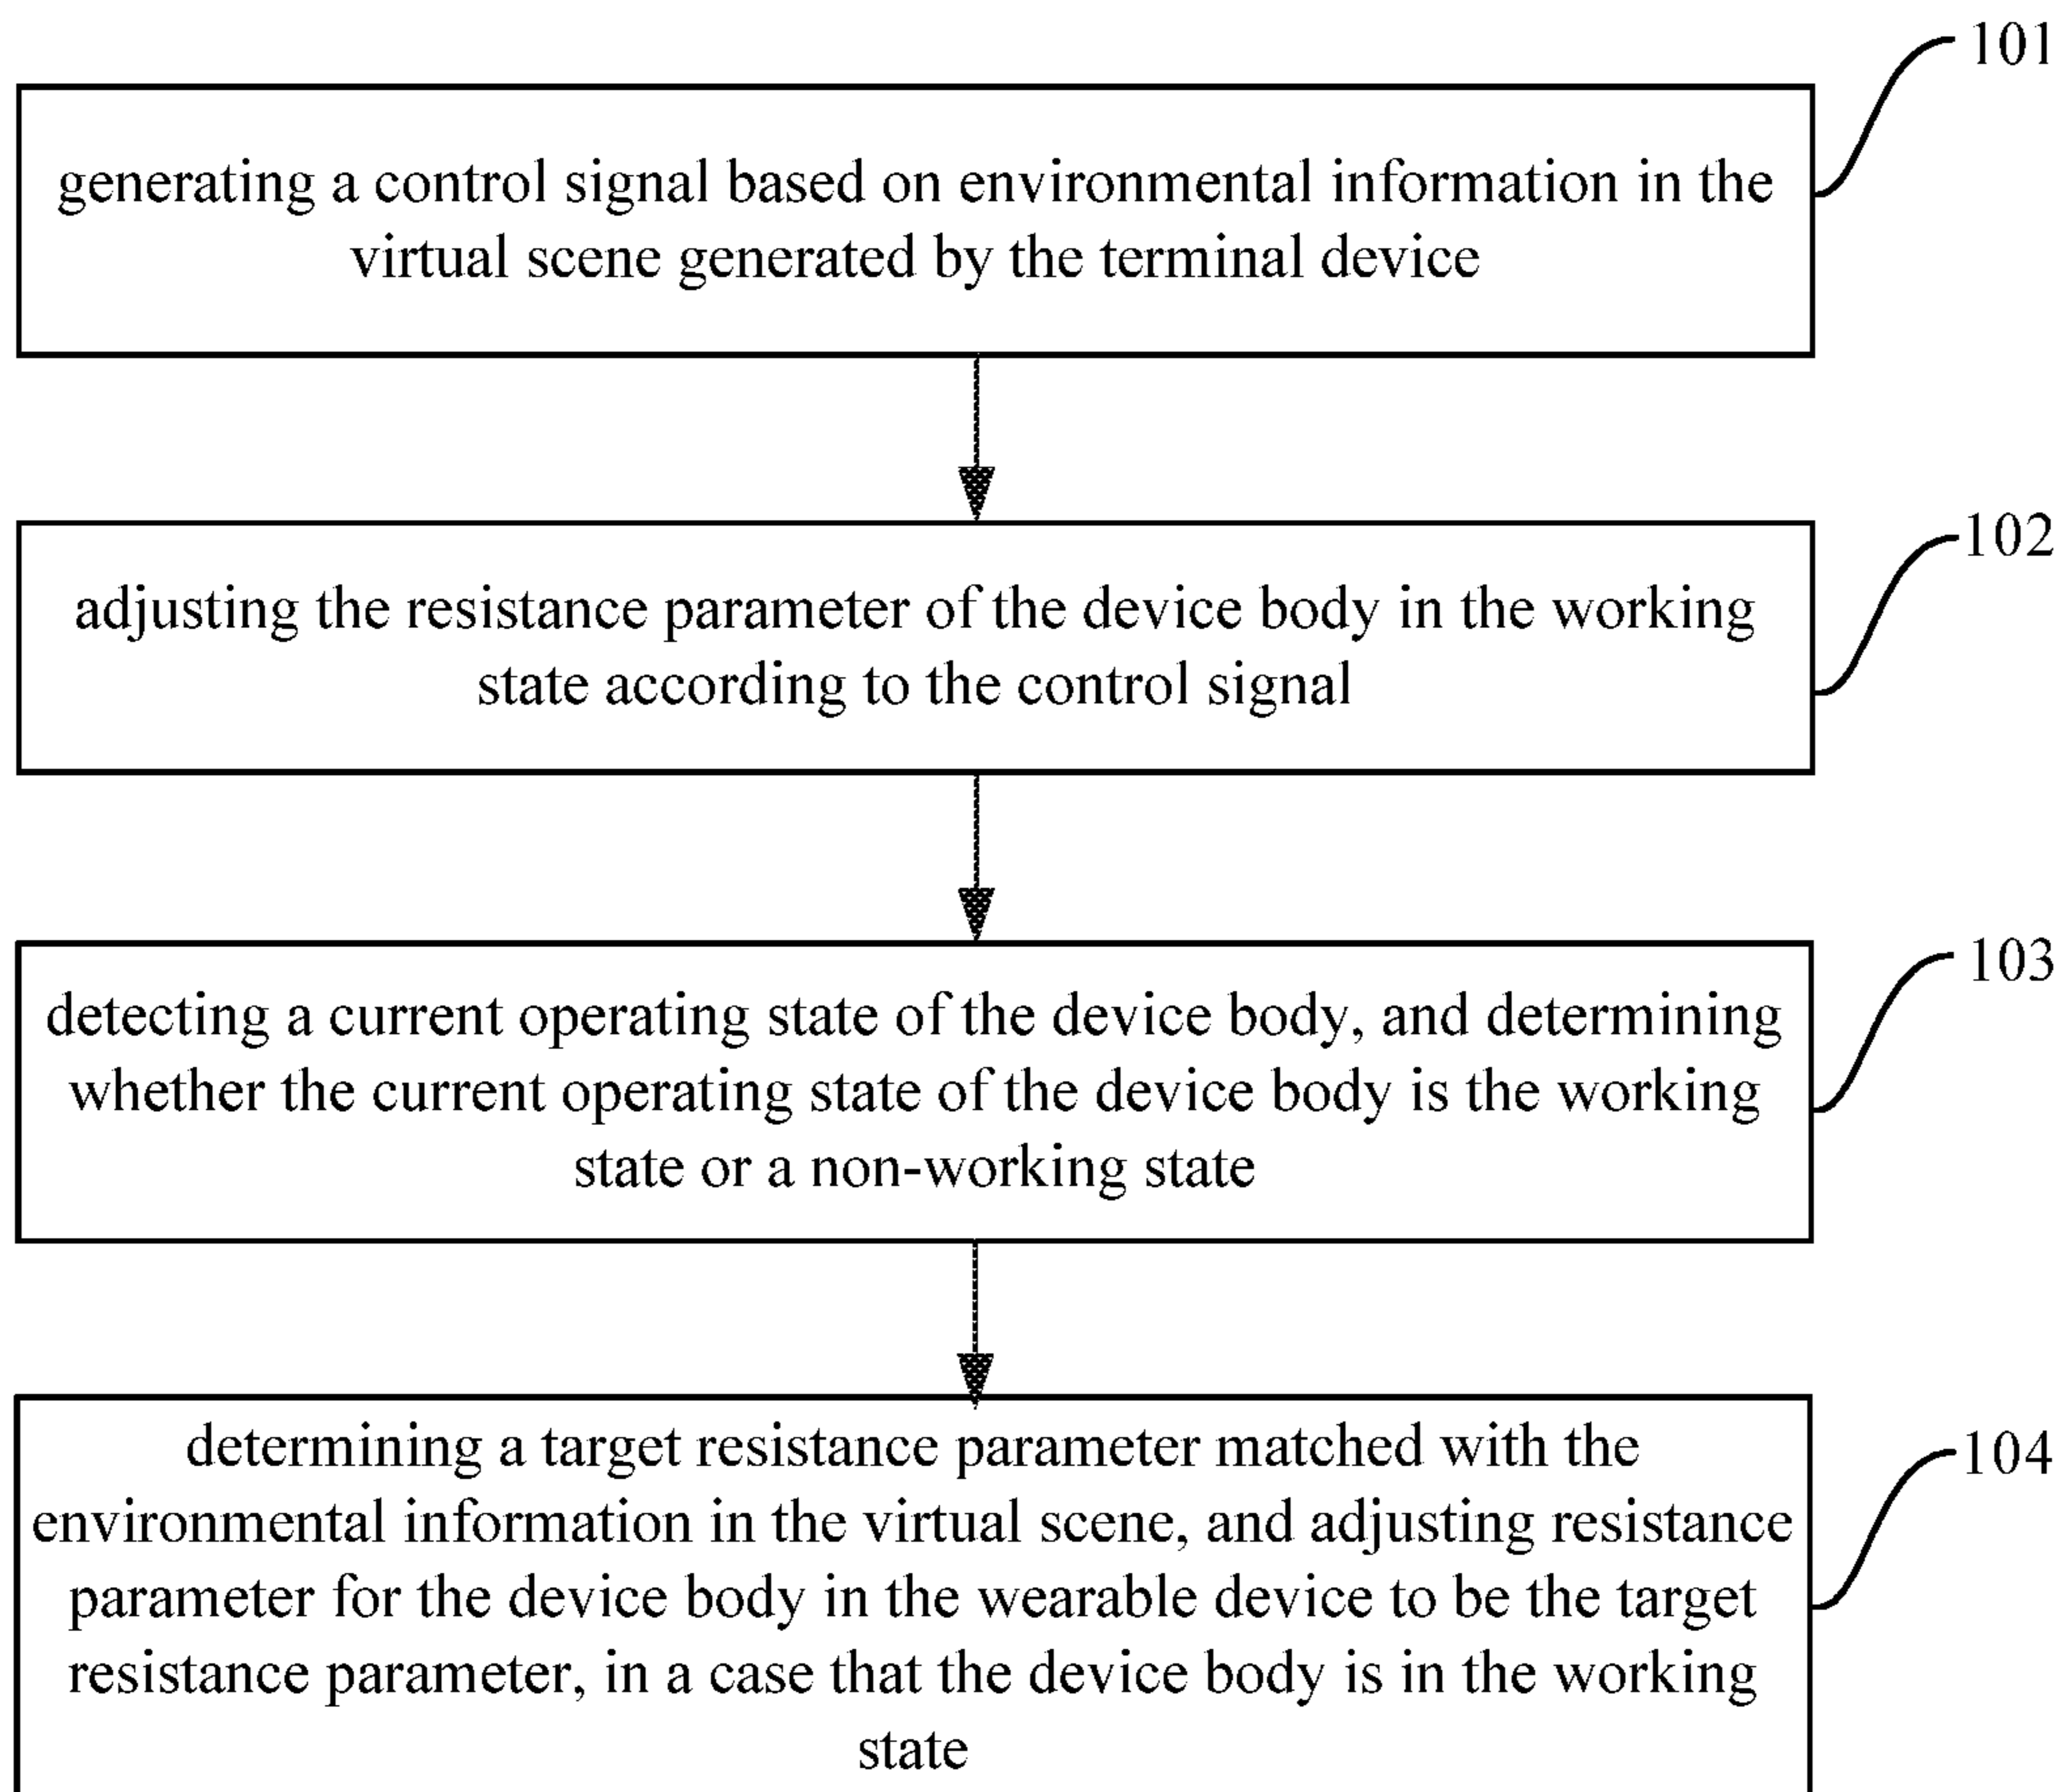 101
generating a control signal based on environmental information in the
virtual scene generated by the terminal device
102
adjusting the resistance parameter of the device body in the working
state according to the control signal
103
detecting a current operating state of the device body, and determining
whether the current operating state of the device body is the working
state or a non-working state
104
determining a target resistance parameter matched with the
environmental information in the virtual scene, and adjusting resistance
parameter for the device body in the wearable device to be the target
resistance parameter, in a case that the device body is in the working
state